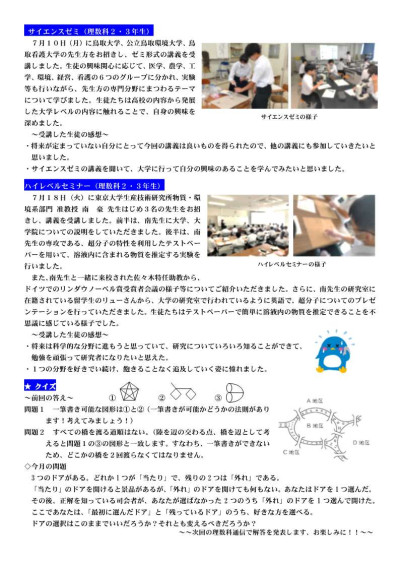 サイエンスゼミ（理数科２・３年生）
７月１０日（月）に鳥取大学、公立鳥取環境大学、鳥
取看護大学の先生方をお招きし、ゼミ形式の講義を受
講しました。生徒の興味関心に応じて、医学、農学、工
学、環境、経営、看護の６つのグループに分かれ、実験
等も行いながら、先生方の専門分野にまつわるテーマ
について学びました。生徒たちは高校の内容から発展
した大学レベルの内容に触れることで、自身の興味を
深めました。
サイエンスゼミの様子
～受講した生徒の感想～
・将来が定まっていない自分にとって今回の講義は良いものを得られたので、他の講義にも参加していきたいと
思いました。
・サイエンスゼミの講義を聞いて、大学に行って自分の興味のあることを学んでみたいと思いました。
ハイレベルセミナー（理数科２・３年生）
７月１８日（火）に東京大学生産技術研究所物質・環
境系部門 准教授 南 豪 先生はじめ３名の先生をお招
きし、講義を受講しました。前半は、南先生に大学、大
学院についての説明をしていただきました。後半は、南
先生の専攻である、超分子の特性を利用したテストペー
パーを用いて、溶液内に含まれる物質を推定する実験を
行いました。
ハイレベルセミナーの様子
また、南先生と一緒に来校された佐々木特任助教から、
ドイツでのリンダウノーベル賞受賞者会議の様子等についてご紹介いただきました。さらに、南先生の研究室に
在籍されている留学生のリューさんから、大学の研究室で行われているように英語で、超分子についてのプレゼ
ンテーションを行っていただきました。生徒たちはテストペーパーで簡単に溶液内の物質を推定できることを不
思議に感じている様子でした。
～受講した生徒の感想～
・将来は科学的な分野に進もうと思っていて、研究についていろいろ知ることができて、
勉強を頑張って研究者になりたいと思えた。
・１つの分野を好きでい続け、飽きることなく追及していく姿に憧れました。
★ クイズ
～前回の答え～ ① ② ③
問題１ 一筆書き可能な図形は①と②（一筆書きが可能かどうかの法則があり
ます！考えてみましょう！）
問題２ すべての橋を渡る道順はない。（陸を辺の交わる点、橋を辺として考
えると問題１の③の図形と一致します。すなわち、一筆書きができない
ため、どこかの橋を２回渡らなくてはなりません。
A 地区
B 地区
C 地区
D 地区
◇今月の問題
３つのドアがある。どれか１つが「当たり」で、残りの２つは「外れ」である。
「当たり」のドアを開けると景品があるが、「外れ」のドアを開けても何もない。あなたはドアを１つ選んだ。
その後、正解を知っている司会者が、あなたが選ばなかった２つのうち「外れ」のドアを１つ選んで開けた。
ここであなたは、「最初に選んだドア」と「残っているドア」のうち、好きな方を選べる。
ドアの選択はこのままでいいだろうか？それとも変えるべきだろうか？
～～次回の理数科通信で解答を発表します。お楽しみに！！～～